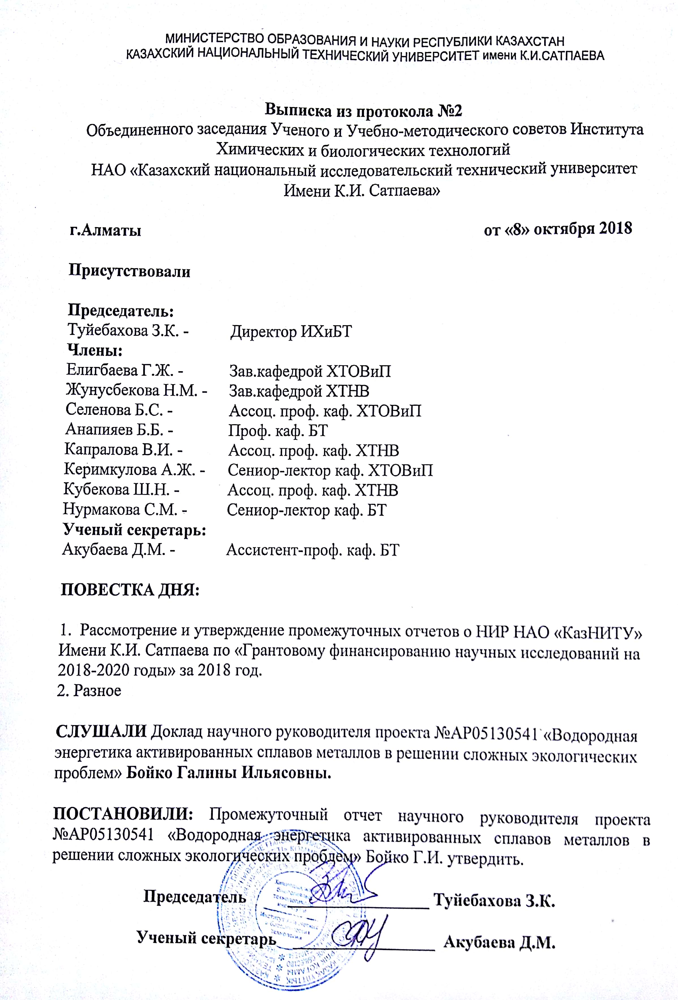 МИНИСТЕРСТВО ОБРАЗОВАНИЯ И НАУКИ РЕСПУБЛИКИ КАЗАХСТАН
КАЗАХСКИЙ НАЦИОНАЛЬНЫЙ ТЕХНИЧЕСКИЙ УНИВЕРСИТЕТ имени К.И.САТПАЕВА
Выписка из протокола №2
Объединенного заседания Ученого и Учебно-методического советов Института
Химических и биологических технологий
НАО «Казахский национальный исследовательский технический университет
Имени К.И. Сатпаева»
г.Алматы от «8» октября 2018
Присутствовали
Председатель:
Туйебахова З.К. - Директор ИХиБТ
Члены:
Елигбаева Г.Ж. - Зав.кафедрой ХТОВиП
Жунусбекова Н.М. - Зав.кафедрой ХТНВ
Селенова Б.С. - Ассоц. проф. каф. ХТОВиП
Анапияев Б.Б. - Проф. каф. БТ
Капралова В.И. - Ассоц. проф. каф. ХТНВ
Керимкулова А.Ж. - Сениор-лектор каф. ХТОВиП
Кубекова Ш.Н. - Ассоц. проф. каф. ХТНВ
Нурмакова С.М. - Сениор-лектор каф. БТ
Ученый секретарь:
Акубаева Д.М. - Ассистент-проф. каф. БТ
ПОВЕСТКА ДНЯ:
1. Рассмотрение и утверждение промежуточных отчетов о НИР НАО «КазНИТУ»
Имени К.И. Сатпаева по «Грантовому финансированию научных исследований на
2018-2020 годы» за 2018 год.
2. Разное
СЛУШАЛИ Доклад научного руководителя проекта №АР05130541 «Водородная
энергетика активированных сплавов металлов в решении сложных экологических
проблем» Бойко Галины Ильясовны.
ПОСТАНОВИЛИ: Промежуточный отчет научного руководителя проекта
№АР05130541 «Водородная энергетика активированных сплавов металлов в
решении сложных экологических проблем» Бойко Г.И. утвердить.
Председатель Туйебахова З.К.
Ученый секретарь Акубаева Д.М.